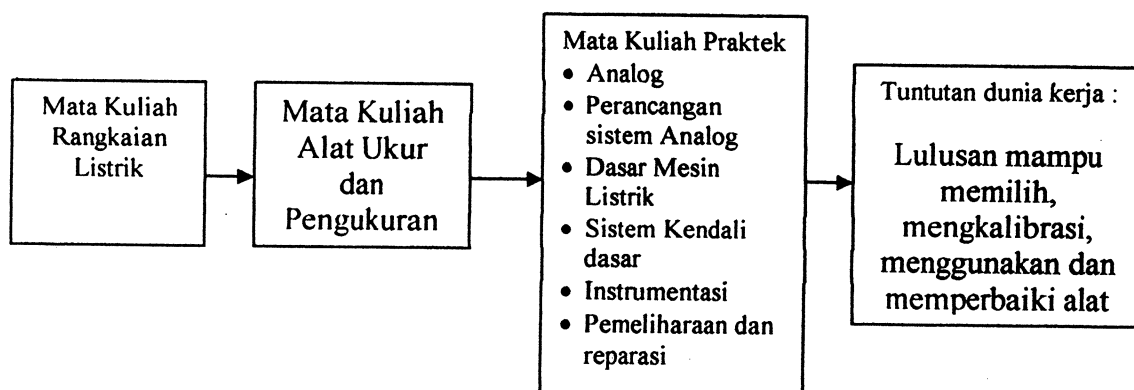 Mata Kuliah
Rangkaian
Listrik
Mata Kuliah
Alat Ukur
dan
Pengukuran
Mata Kuliah Praktek
• Analog
• Perancangan
sistem Analog
• Dasar Mesin
Listrik
• Sistem Kendali
dasar
• Instrumentasi
• Pemeliharaan dan
reparasi
Tuntutan dunia kerja :
Lulusan mampu
memilih,
mengkalibrasi,
menggunakan dan
memperbaiki alat